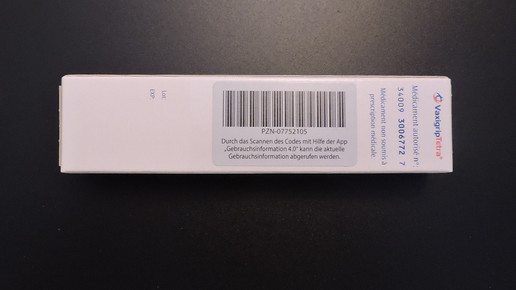 PZN-07752105
Durch das Scannen des Codes mit Hilfe der App
„Gebrauchsinformation 4.0“ kann die aktuelle
Gebrauchsinformation abgerufen werden.
VaxigripTetra®
Médicament autorisé n°:
34009 3006772 7
Médicament non soumis à
prescription médicale
Lot:
EXP: